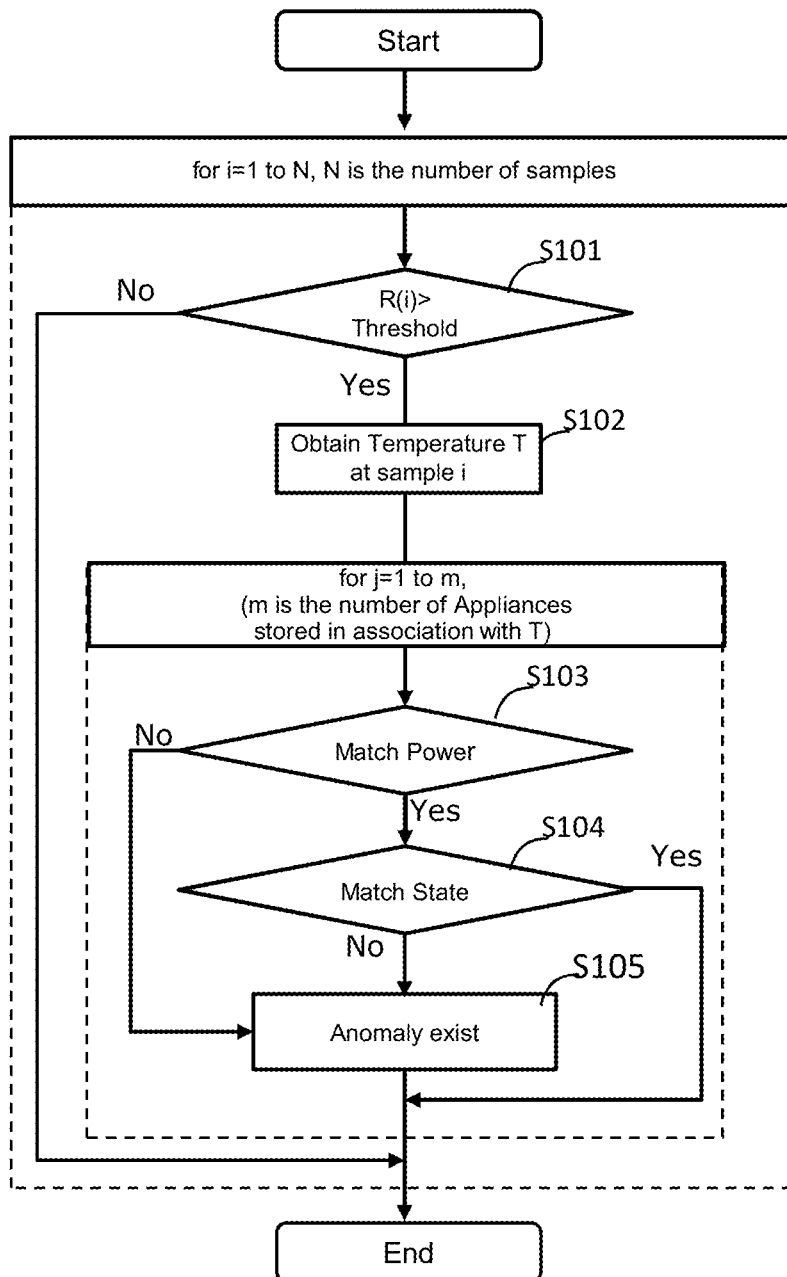 Start
for i=1 to N, N is the number of samples
S101
No
R(i)>
Threshold
Yes
S102
Obtain Temperature T
at sample i
for j=1 to m,
(m is the number of Appliances
stored in association with T)
S103
No
Match Power
Yes
S104
Yes
Match State
No
S105
Anomaly exist
End